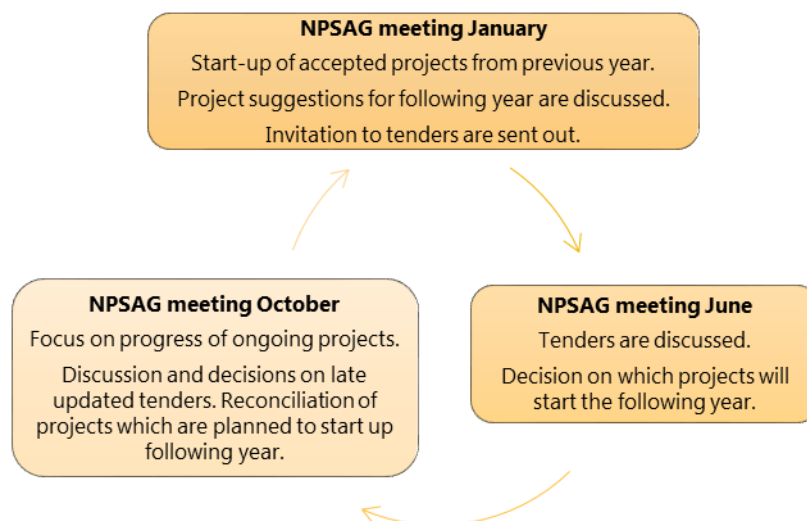 NPSAG meeting January
Start-up of accepted projects from previous year.
Project suggestions for following year are discussed.
Invitation to tenders are sent out.
NPSAG meeting October
Focus on progress of ongoing projects.
Discussion and decisions on late
updated tenders. Reconciliation of
projects which are planned to start up
following year.
NPSAG meeting June
Tenders are discussed.
Decision on which projects will
start the following year.